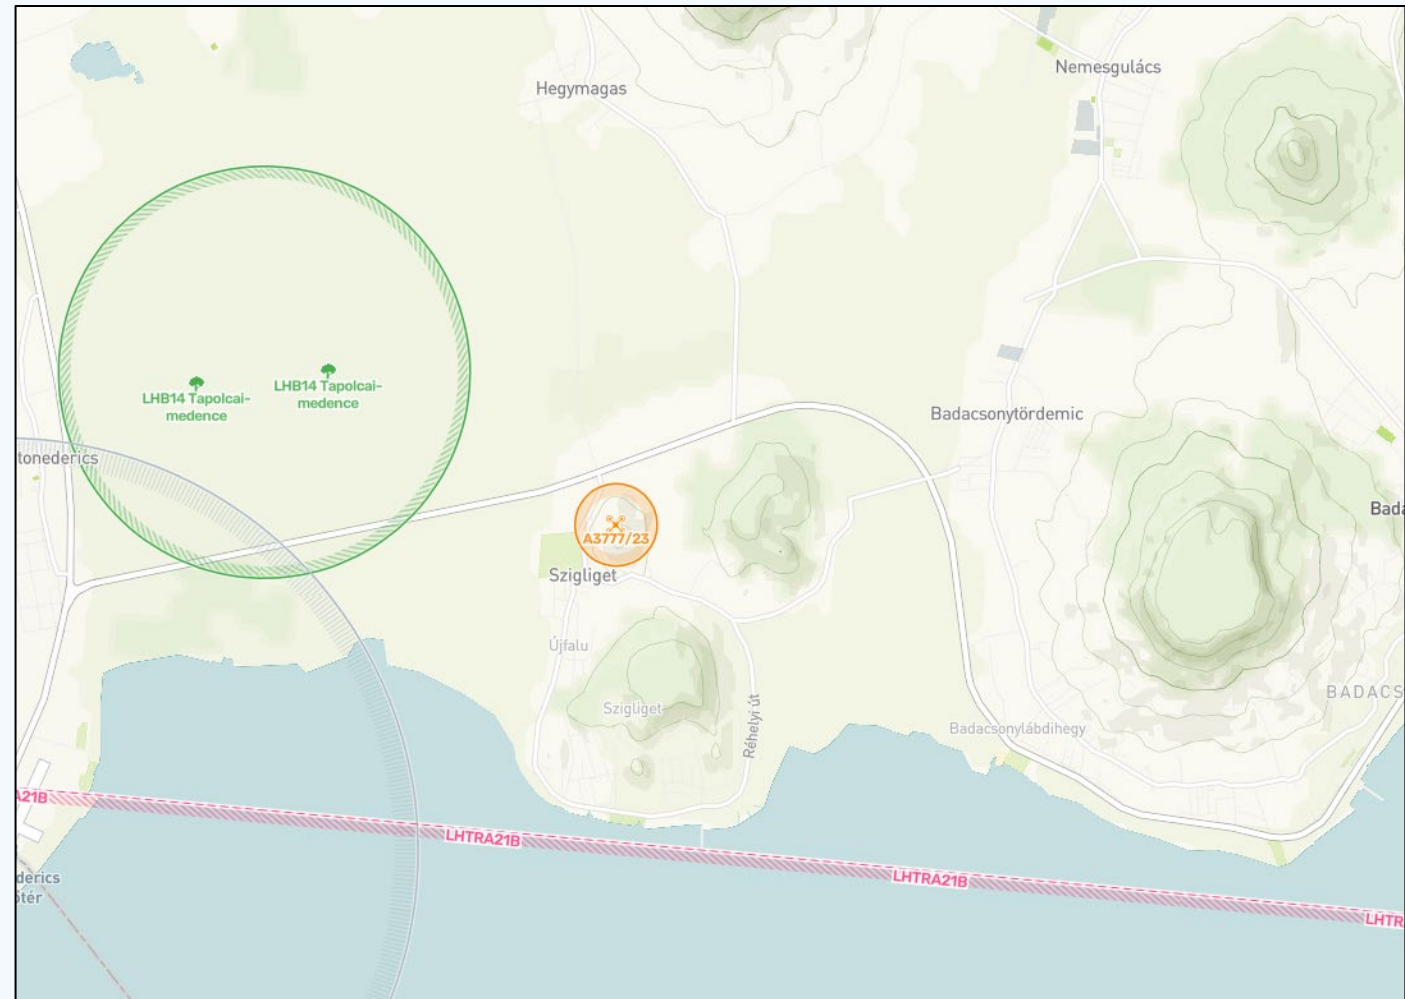 Nemesgulács
Hegymagas
LHB14 Tapolcai-
medence
LHB14 Tapolcai-
medence
Badacsonytördemic
tonederics
Bada
A3777/23
Szigliget
Újfalu
Szigliget
Réhelyi út
BADACS
Badacsonylábdihegy
A21B
LHTRA21B
LHTRA21B
LHTR
derics
ótér